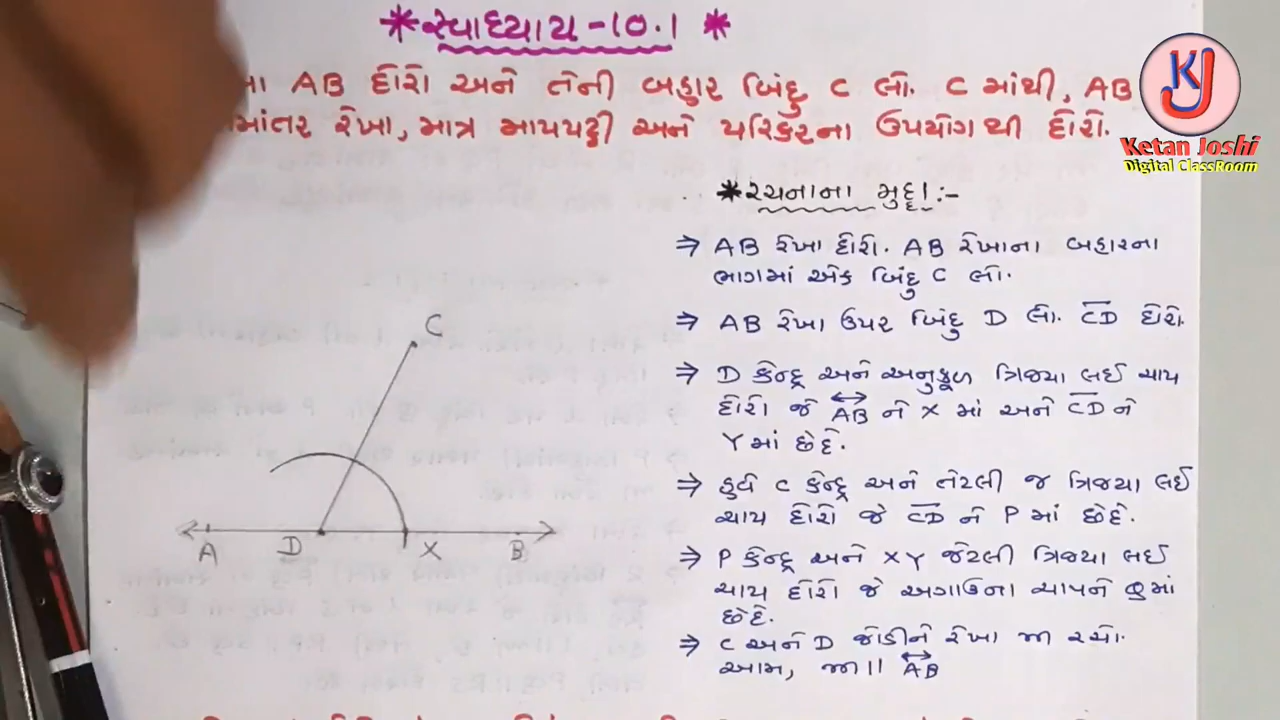 * સ્વાધ્યાય - 10.1 *
AB દોરો અને તેની બહાર બિંદુ C લો. C માંથી, AB
રેખા, માત્ર માપપટ્ટી અને પરિકરના ઉપયોગથી દોરો.
KJ
Ketan Joshi
Digital ClassRoom
* રચનાના મુદ્દા :-
⇒ AB રેખા દોરો. AB રેખાના બહારના
ભાગમાં એક બિંદુ C લો.
⇒ AB રેખા ઉપર બિંદુ D લો. CD દોરો.
⇒ D કેન્દ્ર અને અનુકૂળ ત્રિજ્યા લઈ ચાપ
દોરો જે AB ને X માં અને CD ને
Y માં છેદે.
⇒ હવે C કેન્દ્ર અને તેટલી જ ત્રિજ્યા લઈ
ચાપ દોરો જે CD ને P માં છેદે.
⇒ P કેન્દ્ર અને XY જેટલી ત્રિજ્યા લઈ
ચાપ દોરો જે અગાઉના ચાપને Q માં
છેદે.
⇒ C અને D જોડીને રેખા m રચો.
આમ, m || AB
C
A D X B